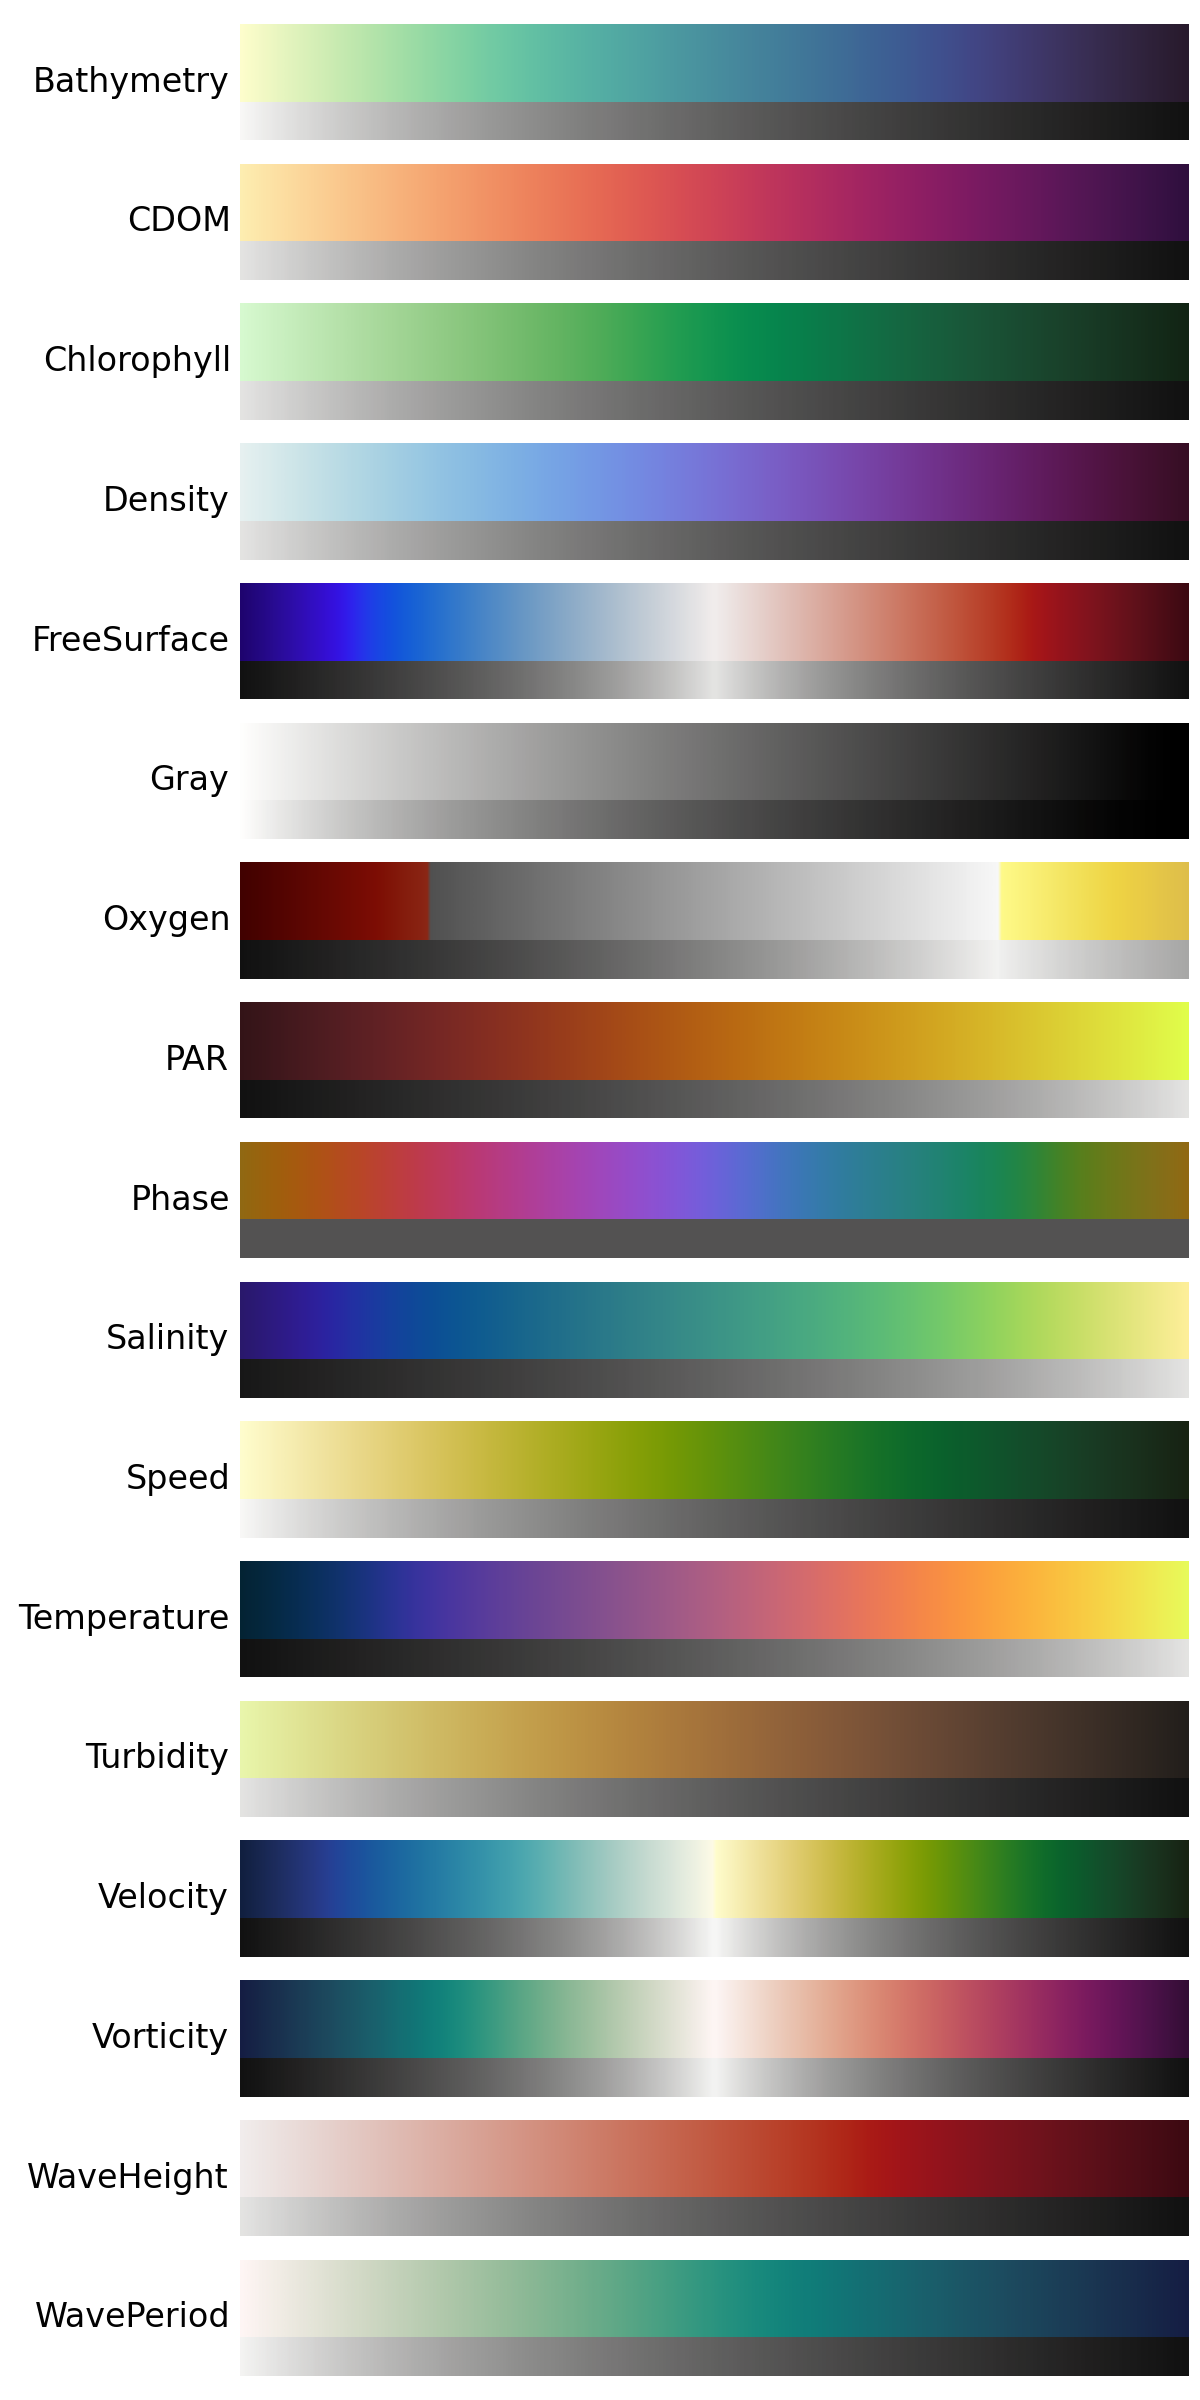 Bathymetry
CDOM
Chlorophyll
Density
FreeSurface
Gray
Oxygen
PAR
Phase
Salinity
Speed
Temperature
Turbidity
Velocity
Vorticity
WaveHeight
WavePeriod